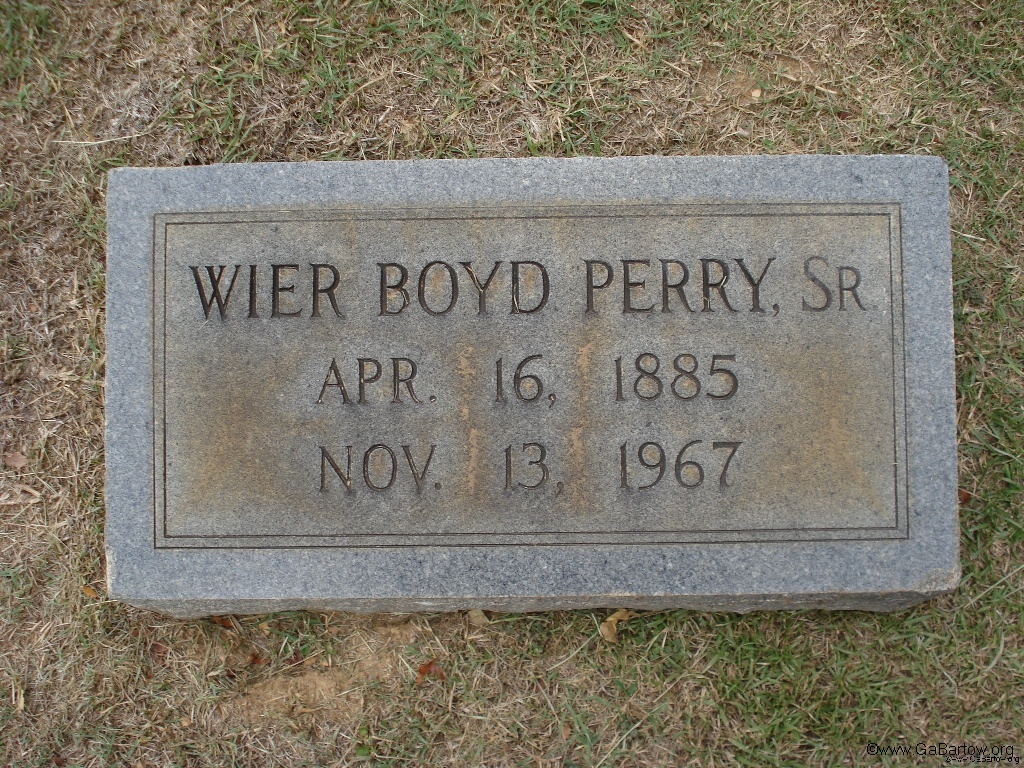 WIER BOYD PERRY, SR.
APR. 16, 1885
NOV. 13, 1967
©www.GaBartow.org